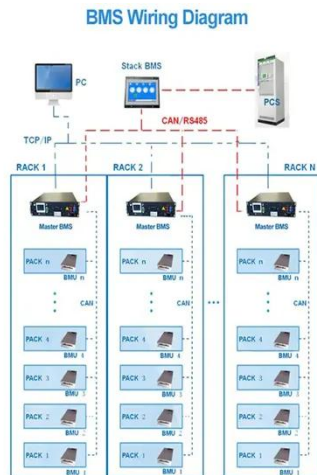 BMS Wiring Diagram
Stack BMS
PC
PCS
CAN/RS485
TCP/IP
RACK 1
RACK 2
RACK N
Master BMS
Master BMS
Master BMS
PACK n
BMU n
PACK n
BMU n
PACK n
BMU n
CAN
CAN
CAN
PACK 4
BMU 4
PACK 4
BMU 4
PACK 4
BMU 4
PACK 3
BMU 3
PACK 3
BMU 3
PACK 3
BMU 3
PACK 2
BMU 2
PACK 2
BMU 2
PACK 2
BMU 2
PACK 1
BMU 1
PACK 1
BMU 1
PACK 1
BMU 1